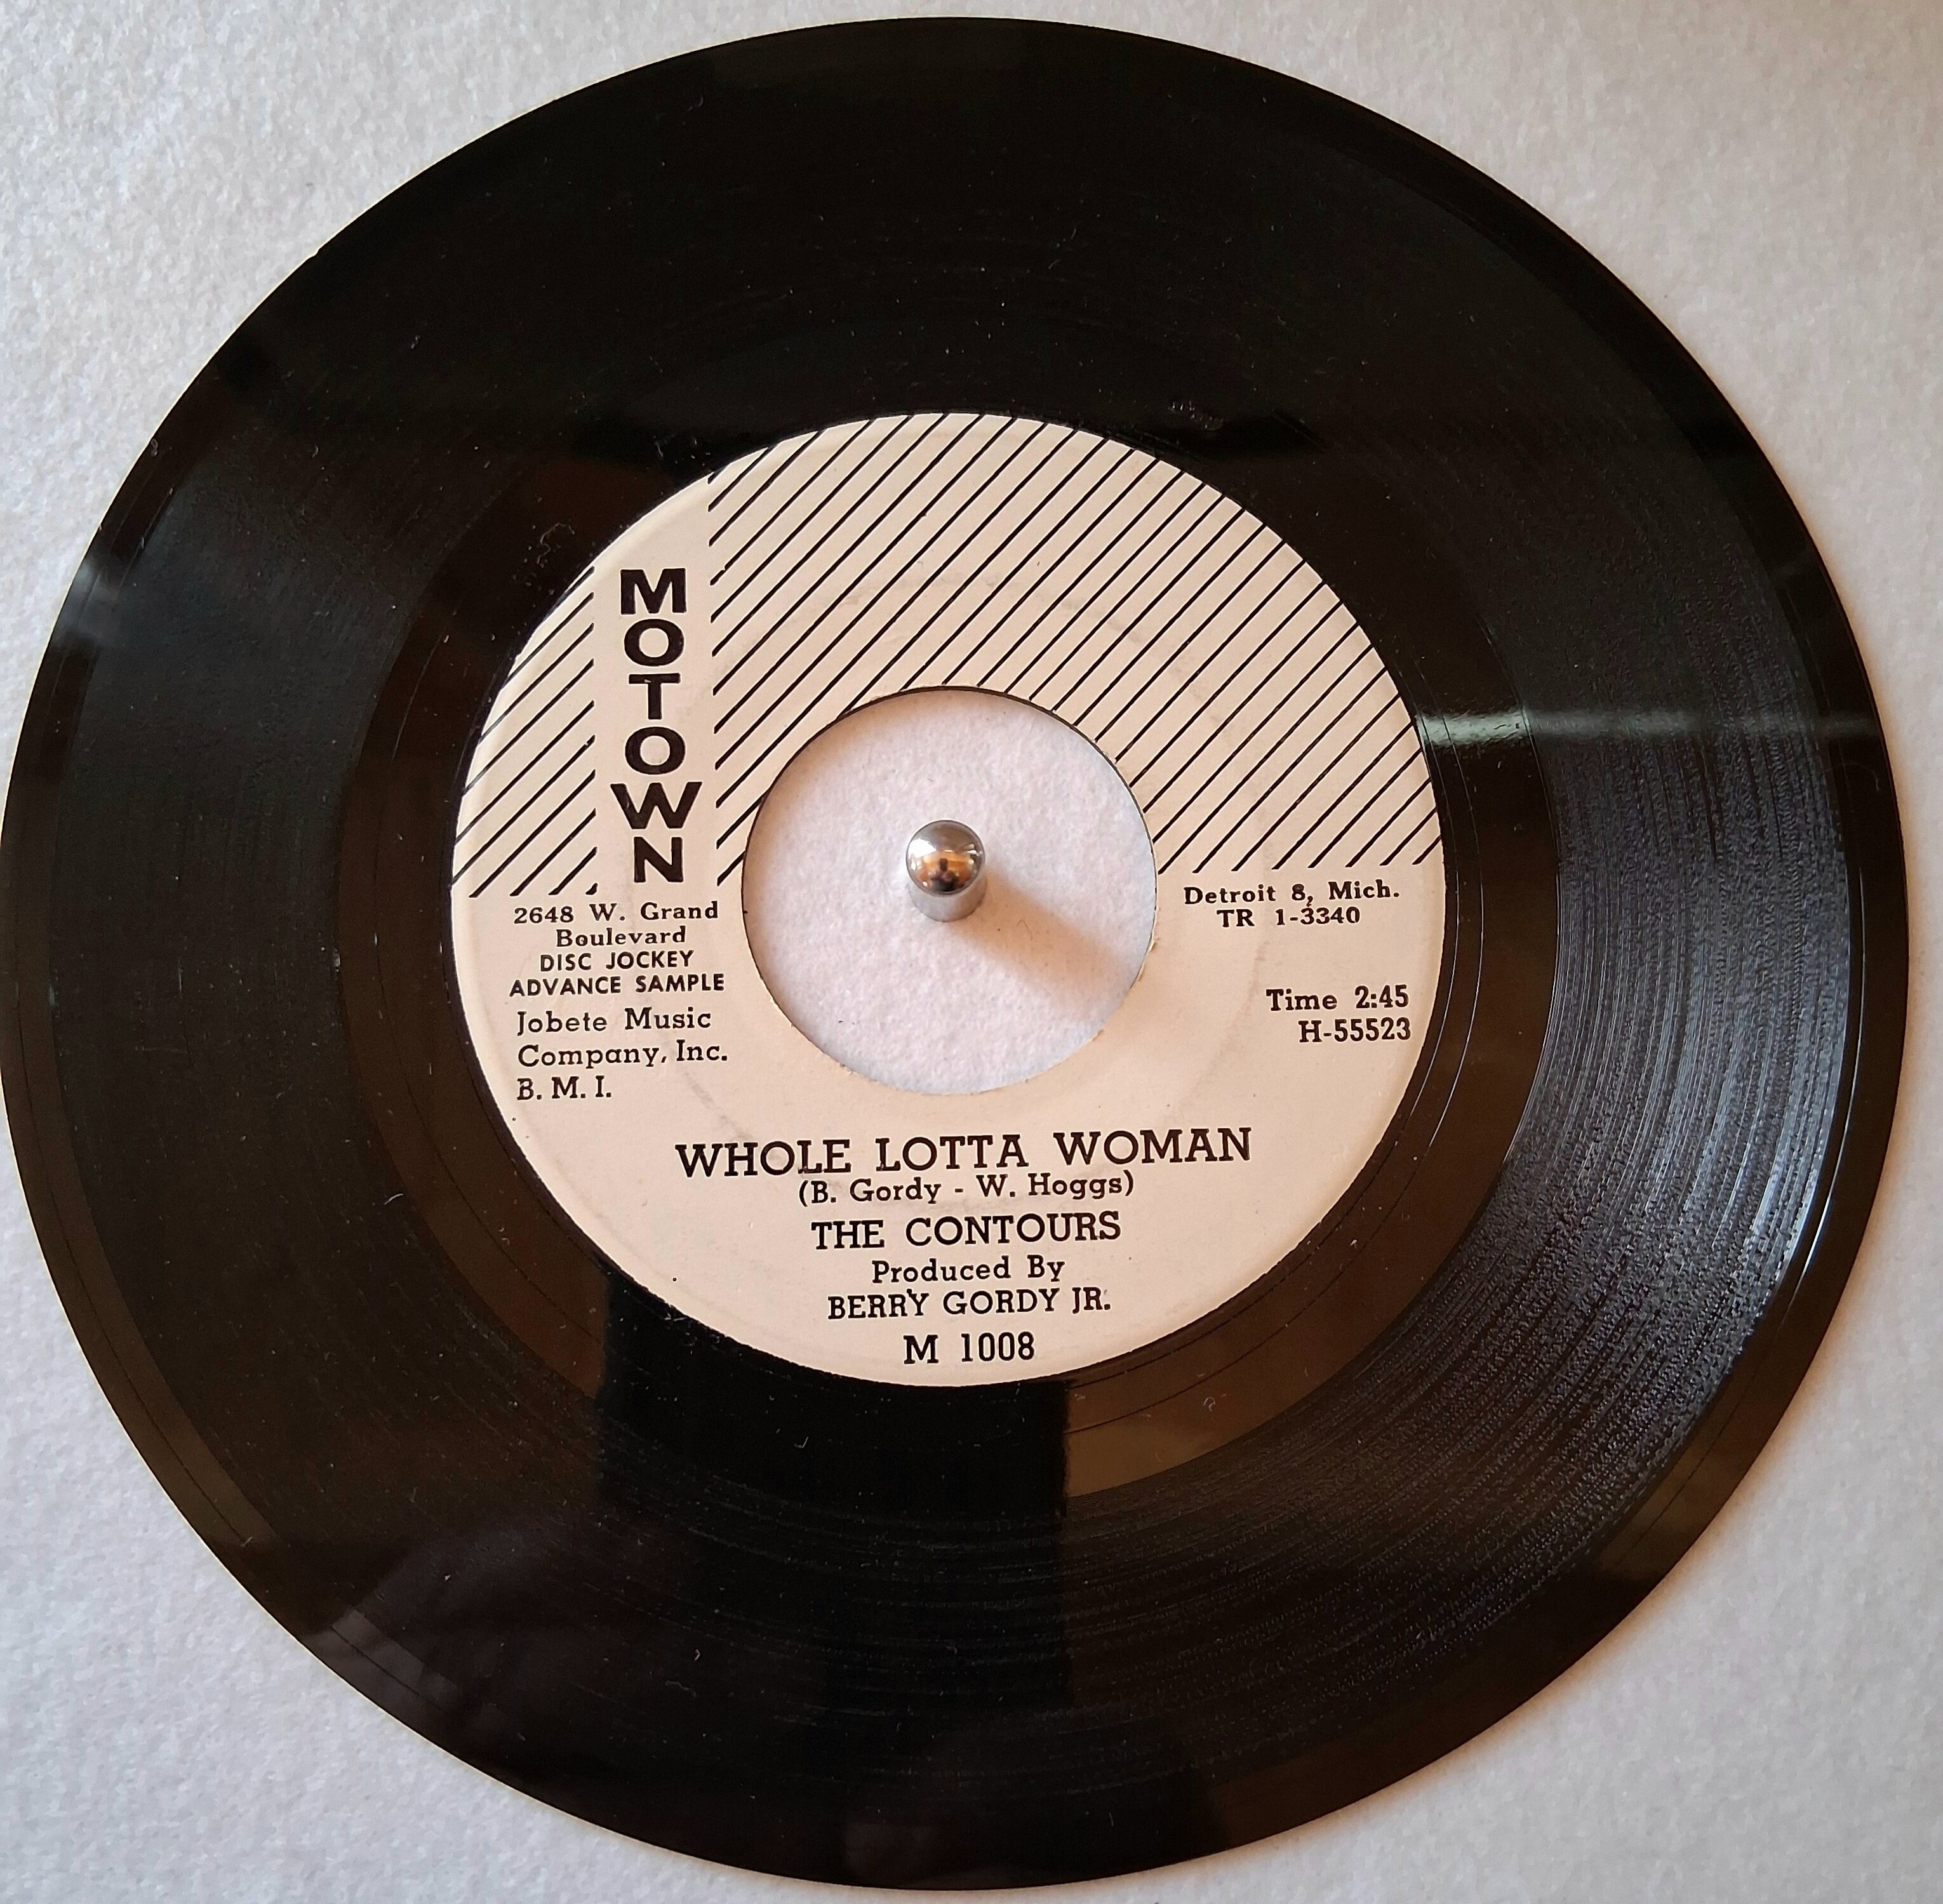 MOTOWN
2648 W. Grand
Boulevard
DISC JOCKEY
ADVANCE SAMPLE
Jobete Music
Company, Inc.
B. M. I.
Detroit 8, Mich.
TR 1-3340
Time 2:45
H-55523
WHOLE LOTTA WOMAN
(B. Gordy - W. Hoggs)
THE CONTOURS
Produced By
BERRY GORDY JR.
M 1008